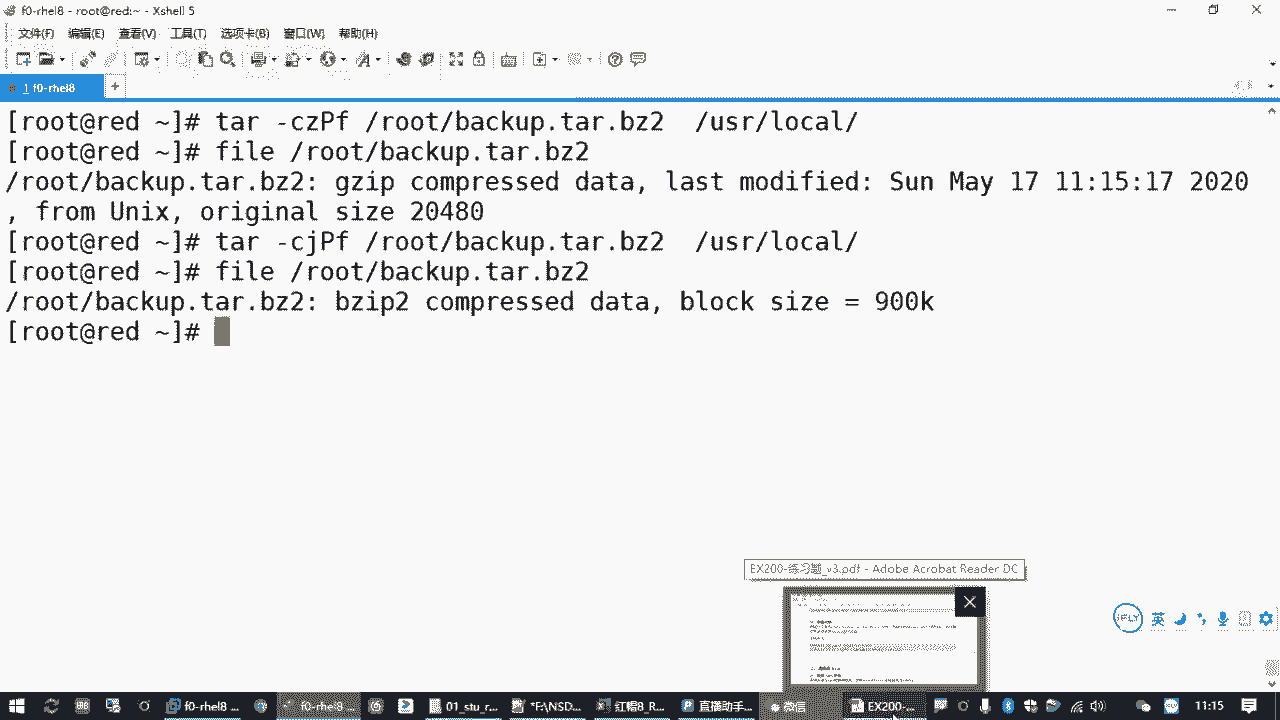 f0-rhel8 - root@red:~ - Xshell 5
文件(F) 编辑(E) 查看(V) 工具(T) 选项卡(B) 窗口(W) 帮助(H)
1 f0-rhel8
[root@red ~]# tar -czPf /root/backup.tar.bz2  /usr/local/
[root@red ~]# file /root/backup.tar.bz2
/root/backup.tar.bz2: gzip compressed data, last modified: Sun May 17 11:15:17 2020
, from Unix, original size 20480
[root@red ~]# tar -cjPf /root/backup.tar.bz2  /usr/local/
[root@red ~]# file /root/backup.tar.bz2
/root/backup.tar.bz2: bzip2 compressed data, block size = 900k
[root@red ~]#
EX200-练习题_v3.pdf - Adobe Acrobat Reader DC
iFLY 英
f0-rhel8 ... f0-rhel8... 01_stu_r... *F:\NSD... 红帽8_R... 直播动手... 微信 EX200-... 11:15